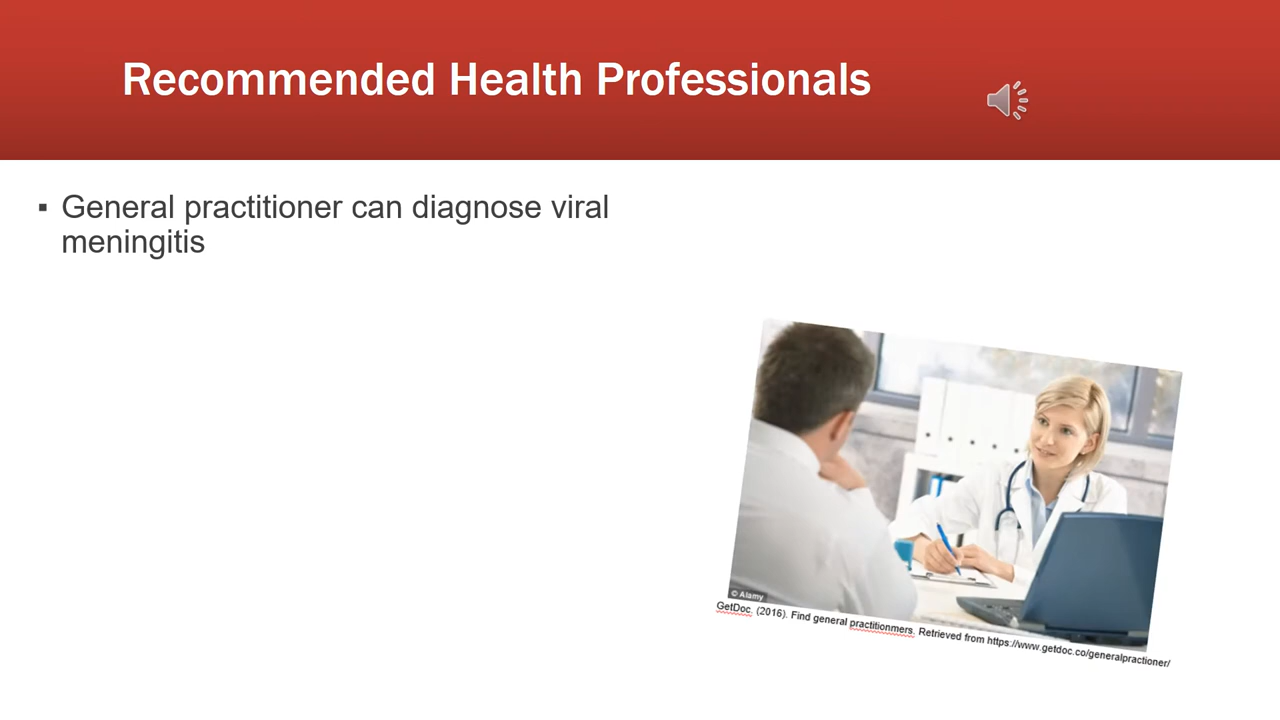 Recommended Health Professionals
▪ General practitioner can diagnose viral
meningitis
© Alamy
GetDoc. (2016). Find general practitionmers. Retrieved from https://www.getdoc.co/generalpractioner/